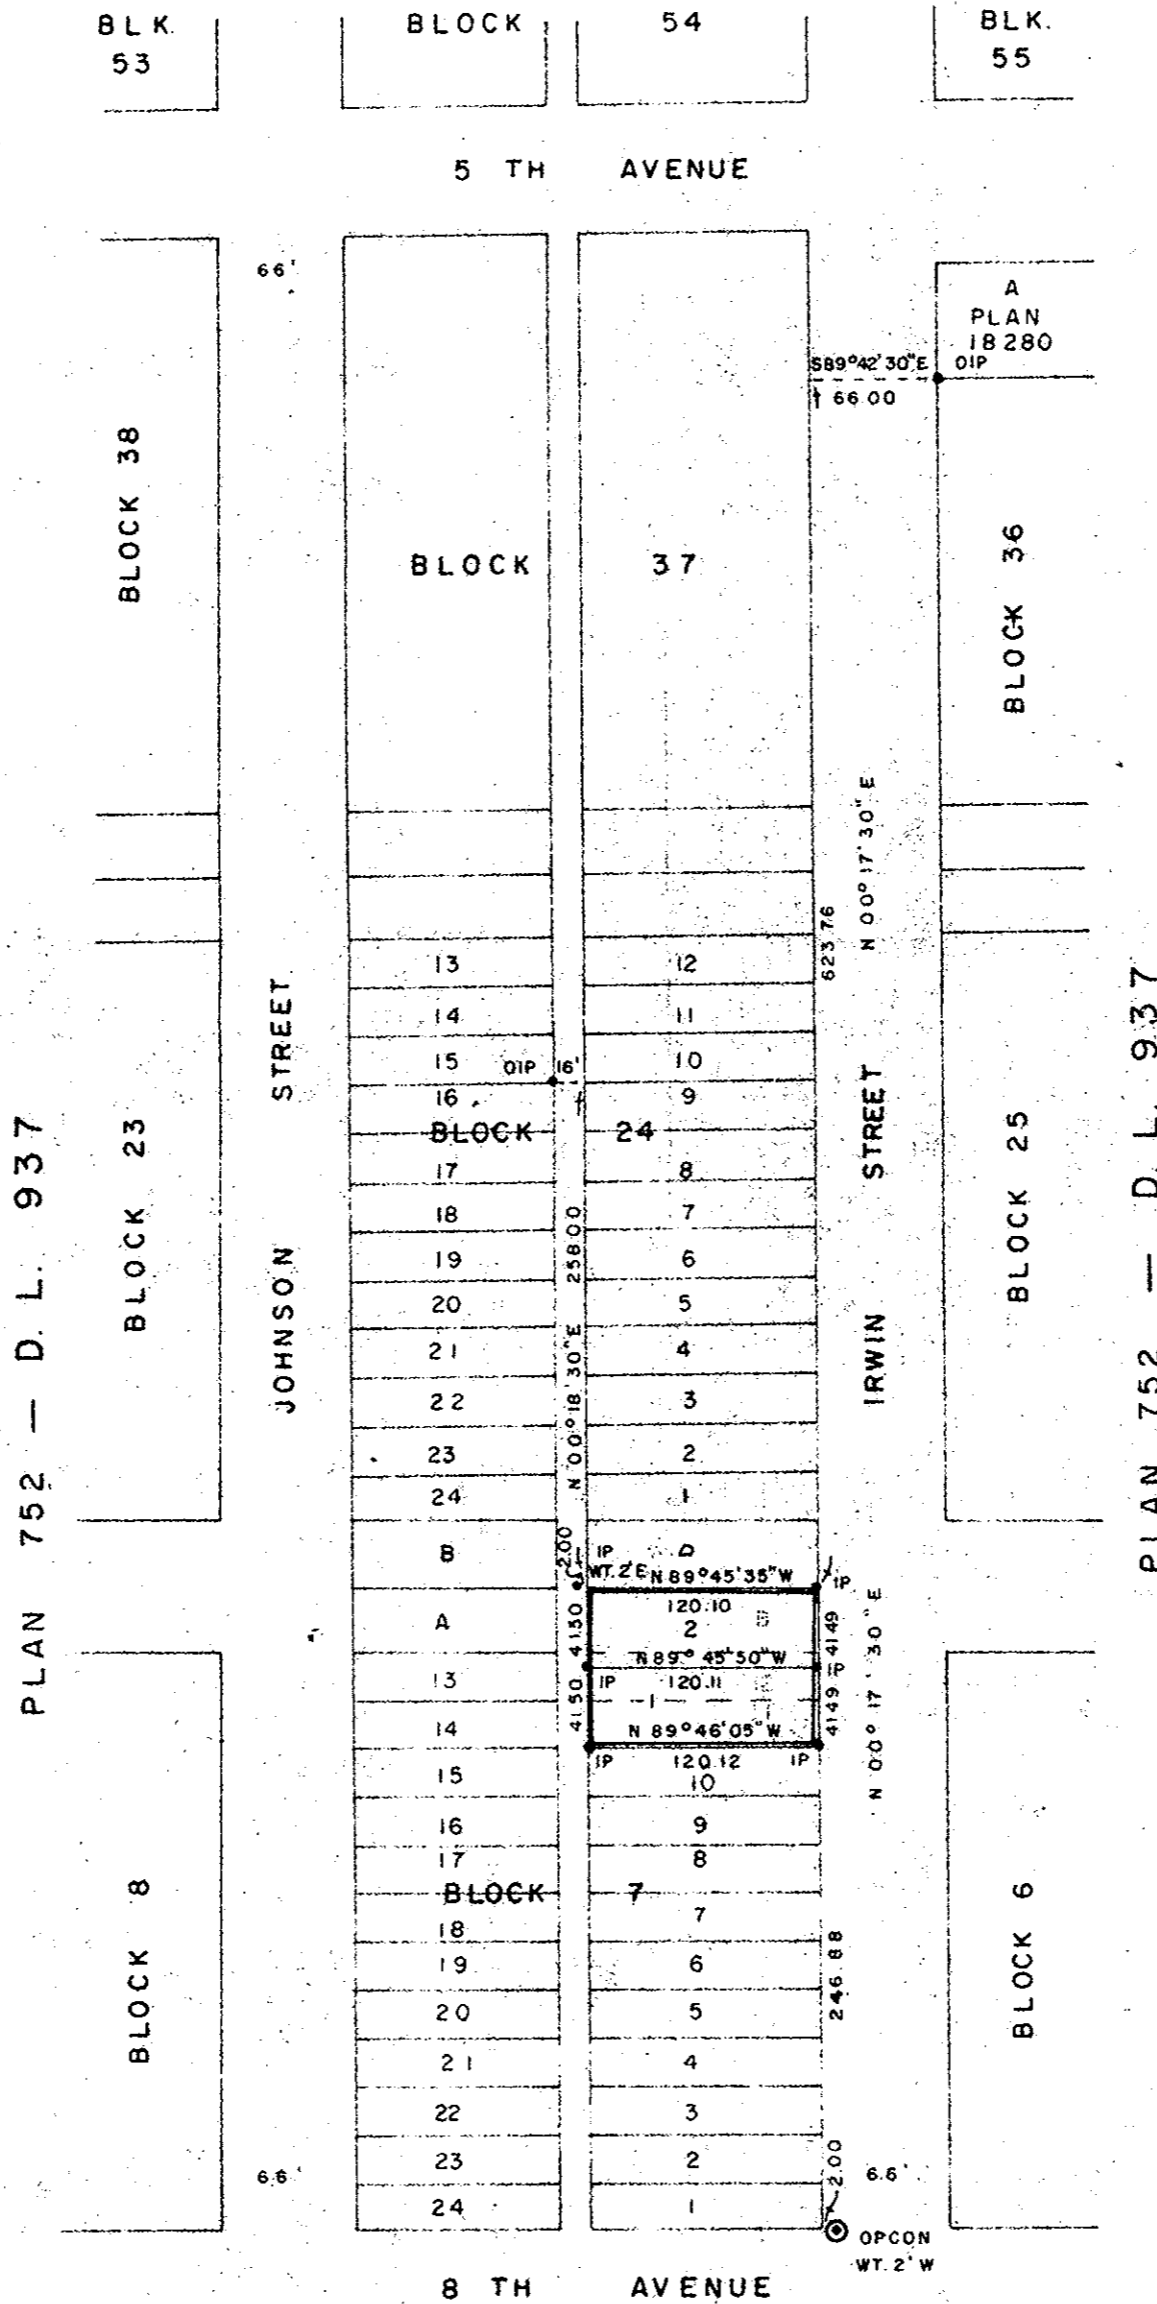 BLK.
53
BLOCK 54
BLK.
55
5 TH AVENUE
66'
A
PLAN
18280
S89°42'30"E OIP
66.00
BLOCK 38
BLOCK 37
BLOCK 36
N 00°17'30"E
623.76
13 12
14 11
15 OIP 16' 10
16 9
BLOCK 24
17 8
18 7
19 6
20 5
21 4
22 3
23 2
24 1
258.00
N 00°18'30"E
JOHNSON STREET
IRWIN STREET
BLOCK 23
BLOCK 25
PLAN 752 — D. L. 937
PLAN 752 — D. L. 937
B
2.00
IP
WT. 2'E N 89°45'35"W
IP
120.10
A 41.50 2 41.49
N 89° 45' 50" W
IP
13 IP 120.11
41.50 1 41.49
N 00° 17' 30" E
14 N 89°46'05"W
IP 120.12 IP
15 10
16 9
17 8
BLOCK 7
18 7
19 6
20 5
21 4
22 3
23 2
24 1
BLOCK 8
BLOCK 6
246.88
66'
2.00
66'
OPCON
WT. 2' W
8 TH AVENUE